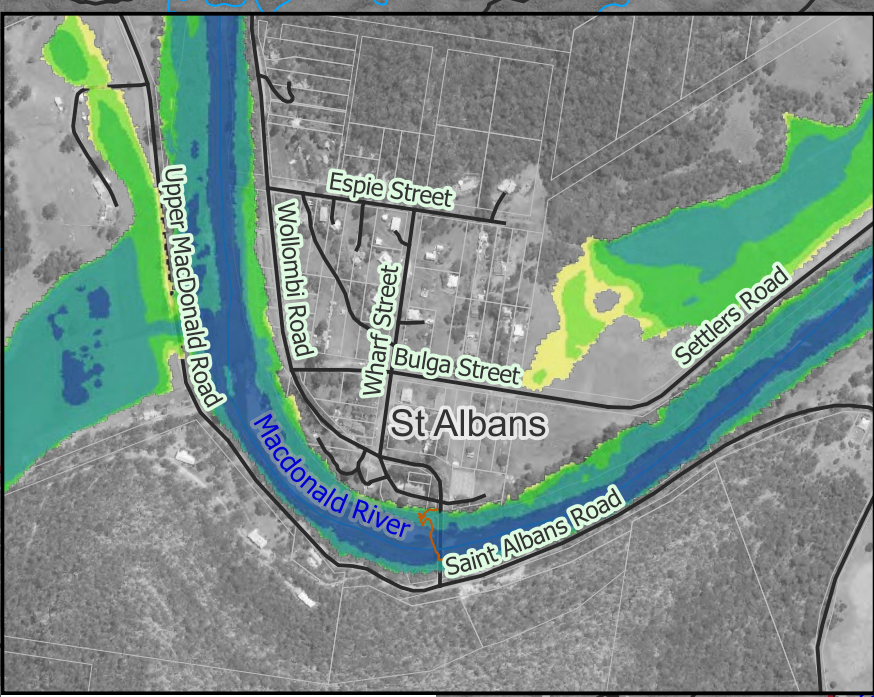 Espie Street
Upper MacDonald Road
Wollombi Road
Wharf Street
Settlers Road
Bulga Street
St Albans
Macdonald River
Saint Albans Road